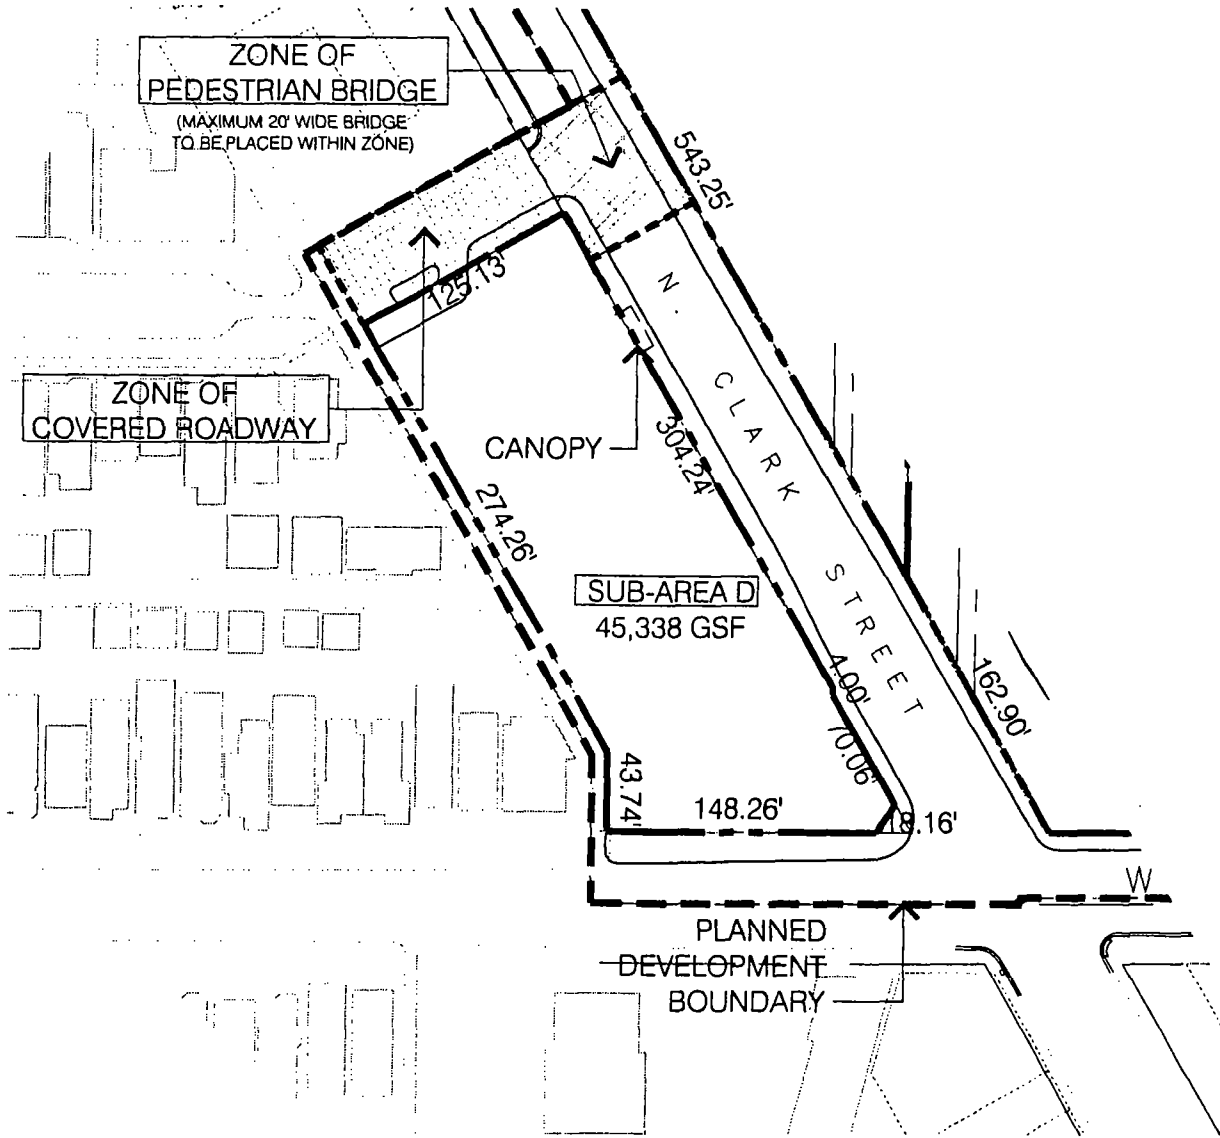 ZONE OF
PEDESTRIAN BRIDGE
(MAXIMUM 20' WIDE BRIDGE
TO BE PLACED WITHIN ZONE)
543.25'
125.13'
N. CLARK STREET
ZONE OF
COVERED ROADWAY
CANOPY
304.24'
274.26'
SUB-AREA D
45,338 GSF
4.00'
70.06'
162.90'
43.74'
148.26'
18.16'
W
PLANNED
DEVELOPMENT
BOUNDARY